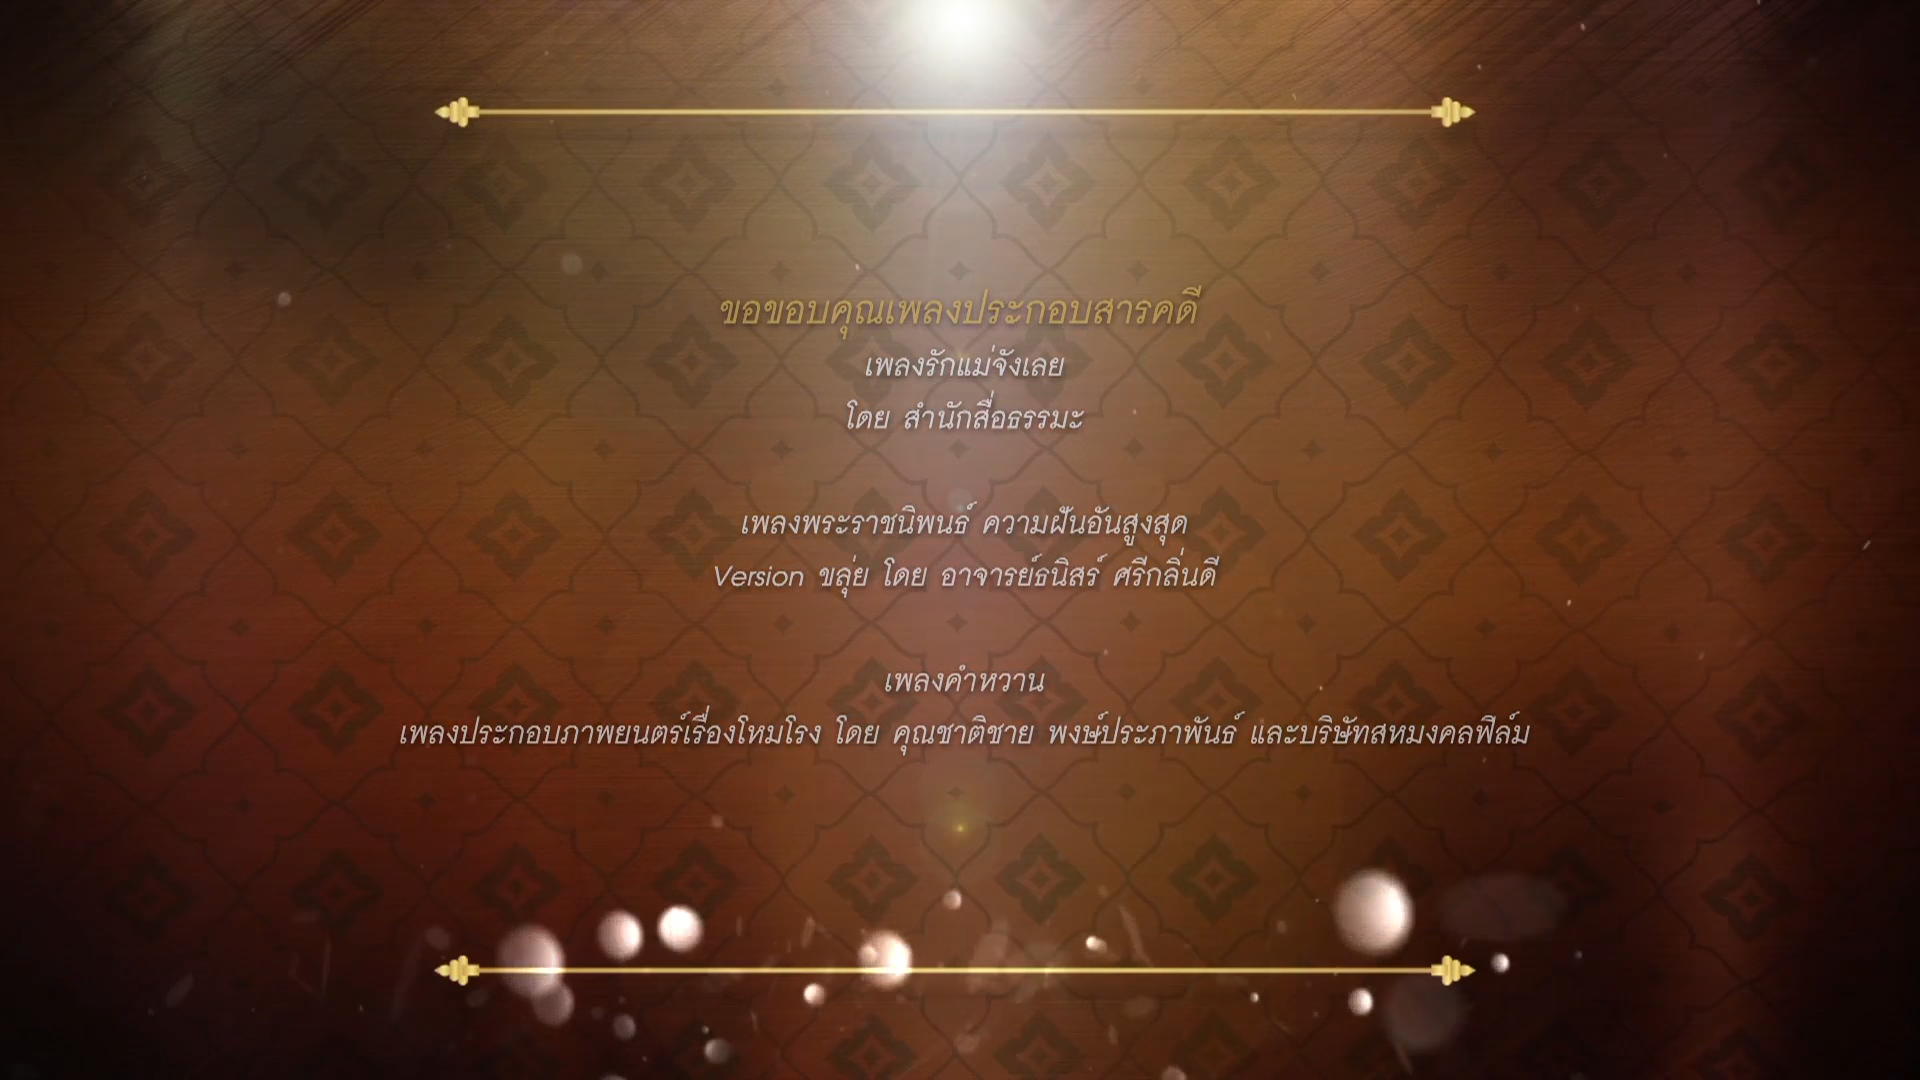 ขอขอบคุณเพลงประกอบสารคดี
เพลงรักแม่จังเลย
โดย สำนักสื่อธรรมะ
เพลงพระราชนิพนธ์ ความฝันอันสูงสุด
Version ขลุ่ย โดย อาจารย์ธนิสร์ ศรีกลิ่นดี
เพลงคำหวาน
เพลงประกอบภาพยนตร์เรื่องโหมโรง โดย คุณชาติชาย พงษ์ประภาพันธ์ และบริษัทสหมงคลฟิล์ม